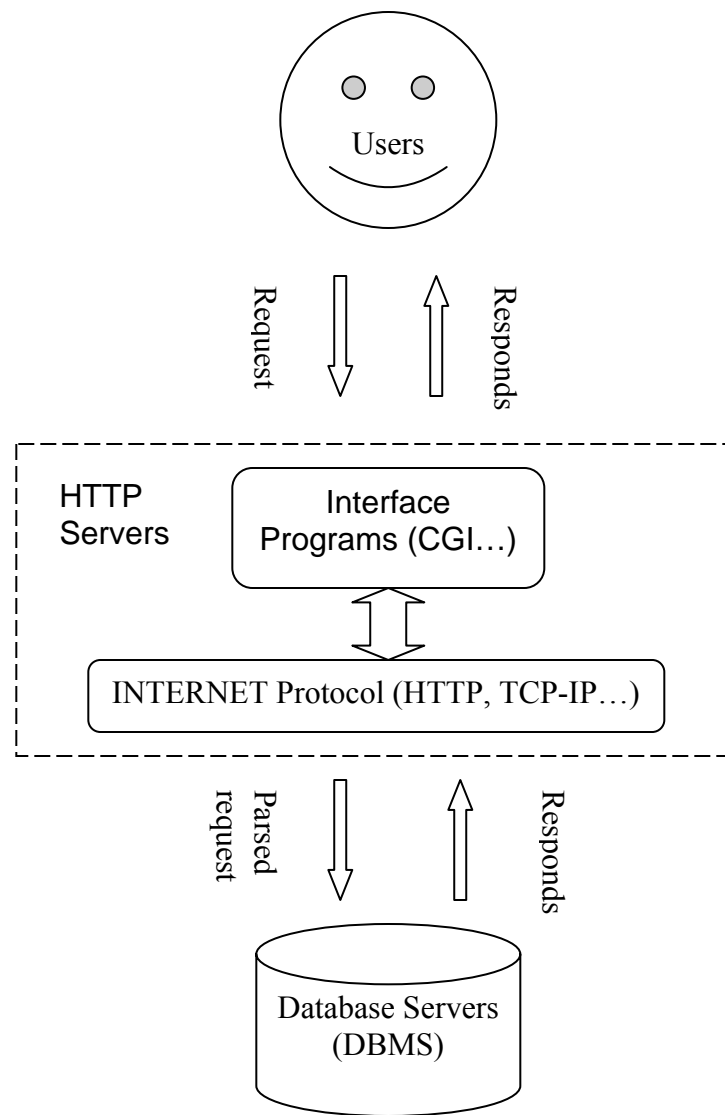 Users
Request
Responds
HTTP
Servers
Interface
Programs (CGI…)
INTERNET Protocol (HTTP, TCP-IP…)
Parsed
request
Responds
Database Servers
(DBMS)